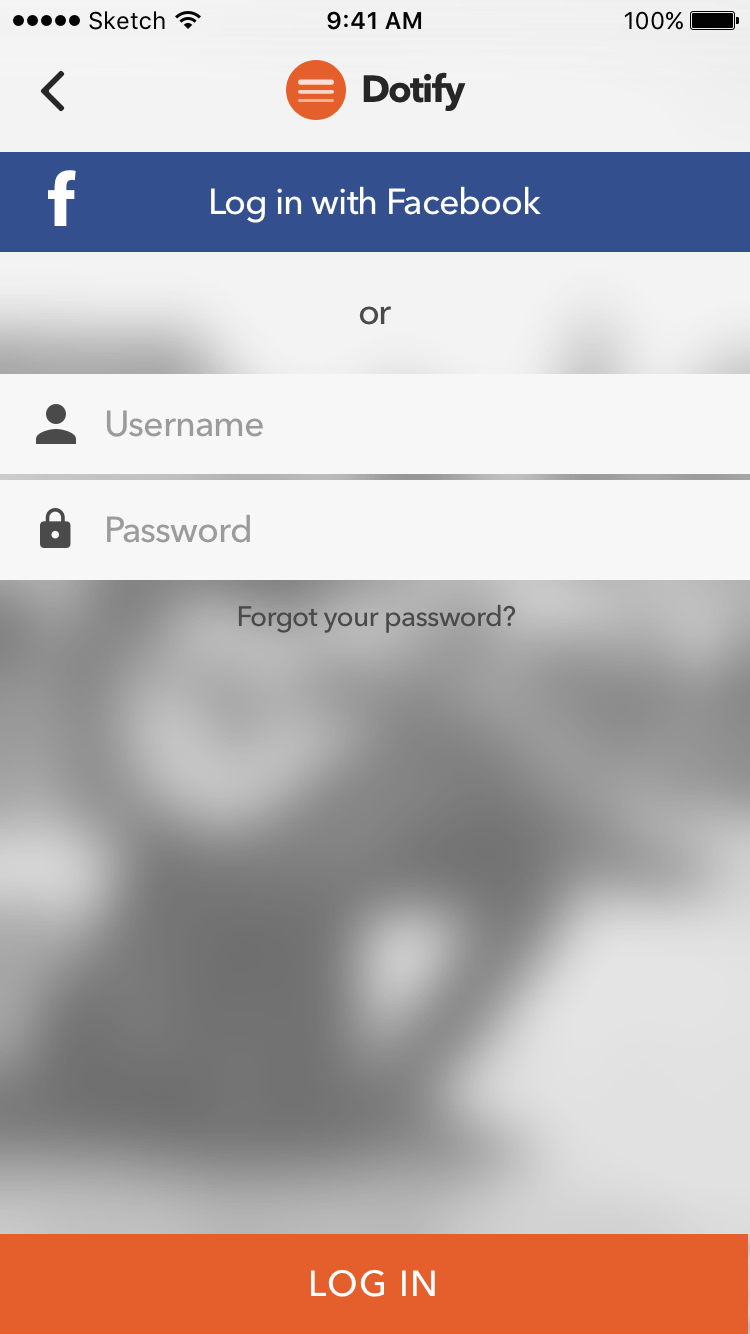 Sketch 9:41 AM 100%
Dotify
f Log in with Facebook
or
Username
Password
Forgot your password?
LOG IN